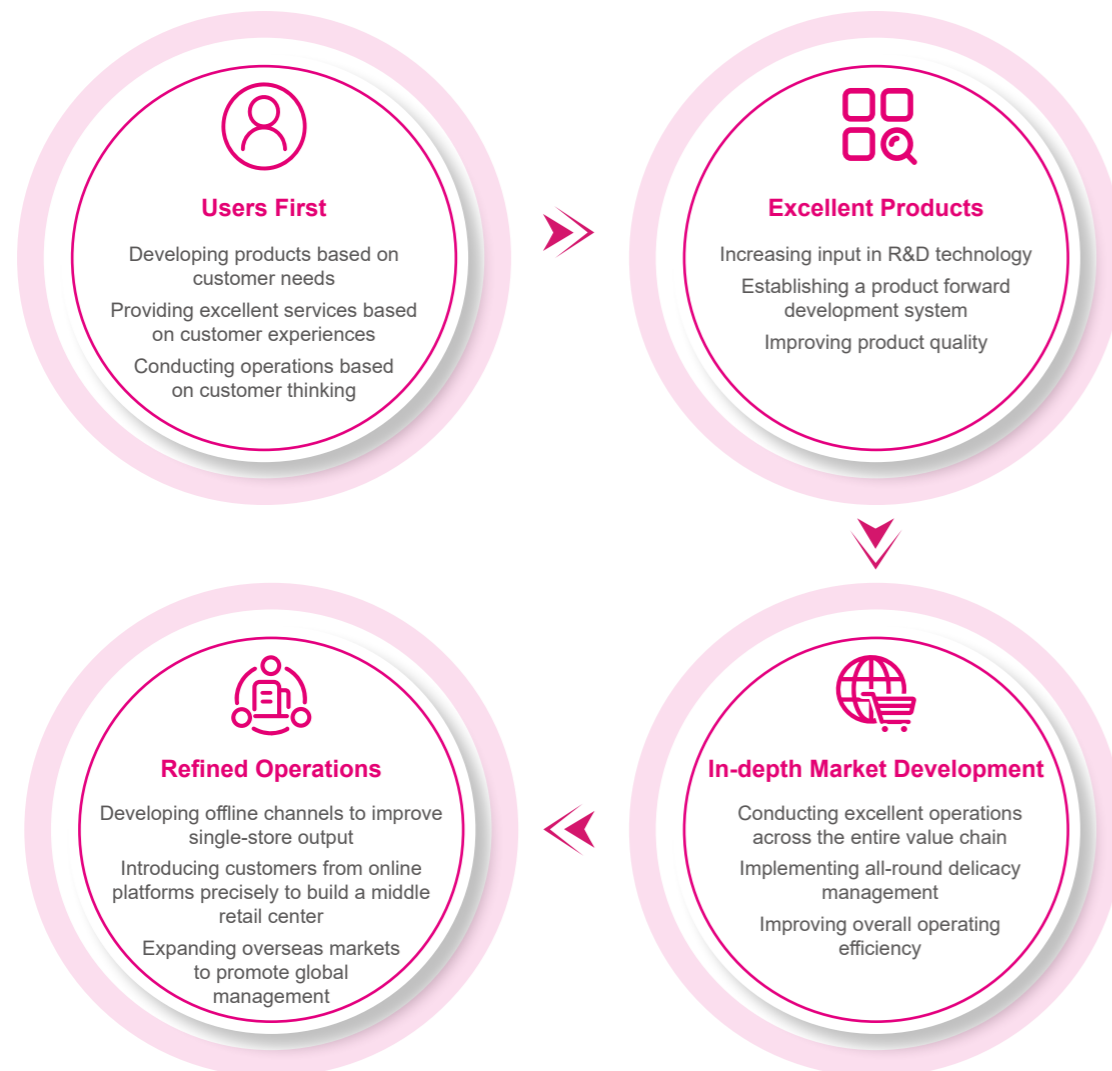 Users First
Developing products based on
customer needs
Providing excellent services based
on customer experiences
Conducting operations based
on customer thinking
Excellent Products
Increasing input in R&D technology
Establishing a product forward
development system
Improving product quality
In-depth Market Development
Conducting excellent operations
across the entire value chain
Implementing all-round delicacy
management
Improving overall operating
efficiency
Refined Operations
Developing offline channels to improve
single-store output
Introducing customers from online
platforms precisely to build a middle
retail center
Expanding overseas markets
to promote global
management